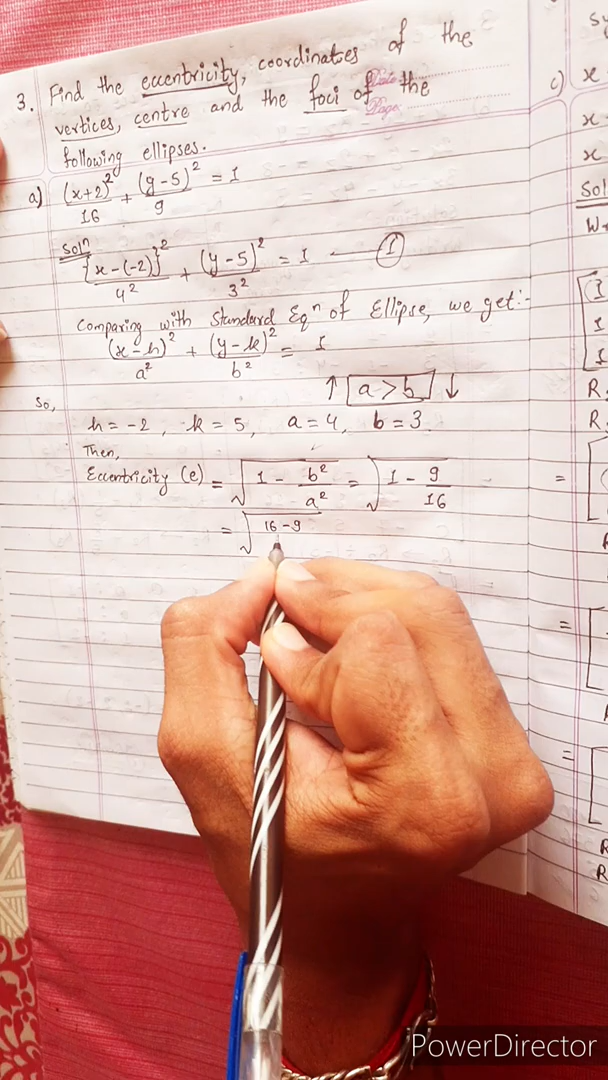 3. Find the eccentricity, coordinates of the
vertices, centre and the foci of the
Date
Page
following ellipses.
a) (x+2)²/16 + (y-5)²/9 = 1
Solⁿ
{x-(-2)}²/4² + (y-5)²/3² = 1 — (1)
Comparing with Standard Eqⁿ of Ellipse, we get:-
(x-h)²/a² + (y-k)²/b² = 1
↑ a > b ↓
So,
h = -2, k = 5, a = 4, b = 3
Then,
Eccentricity (e) = √(1 - b²/a²) = √(1 - 9/16)
= √(16-9
c)
x
x
x
Sol
R
R
=
=
=
R
R
PowerDirector